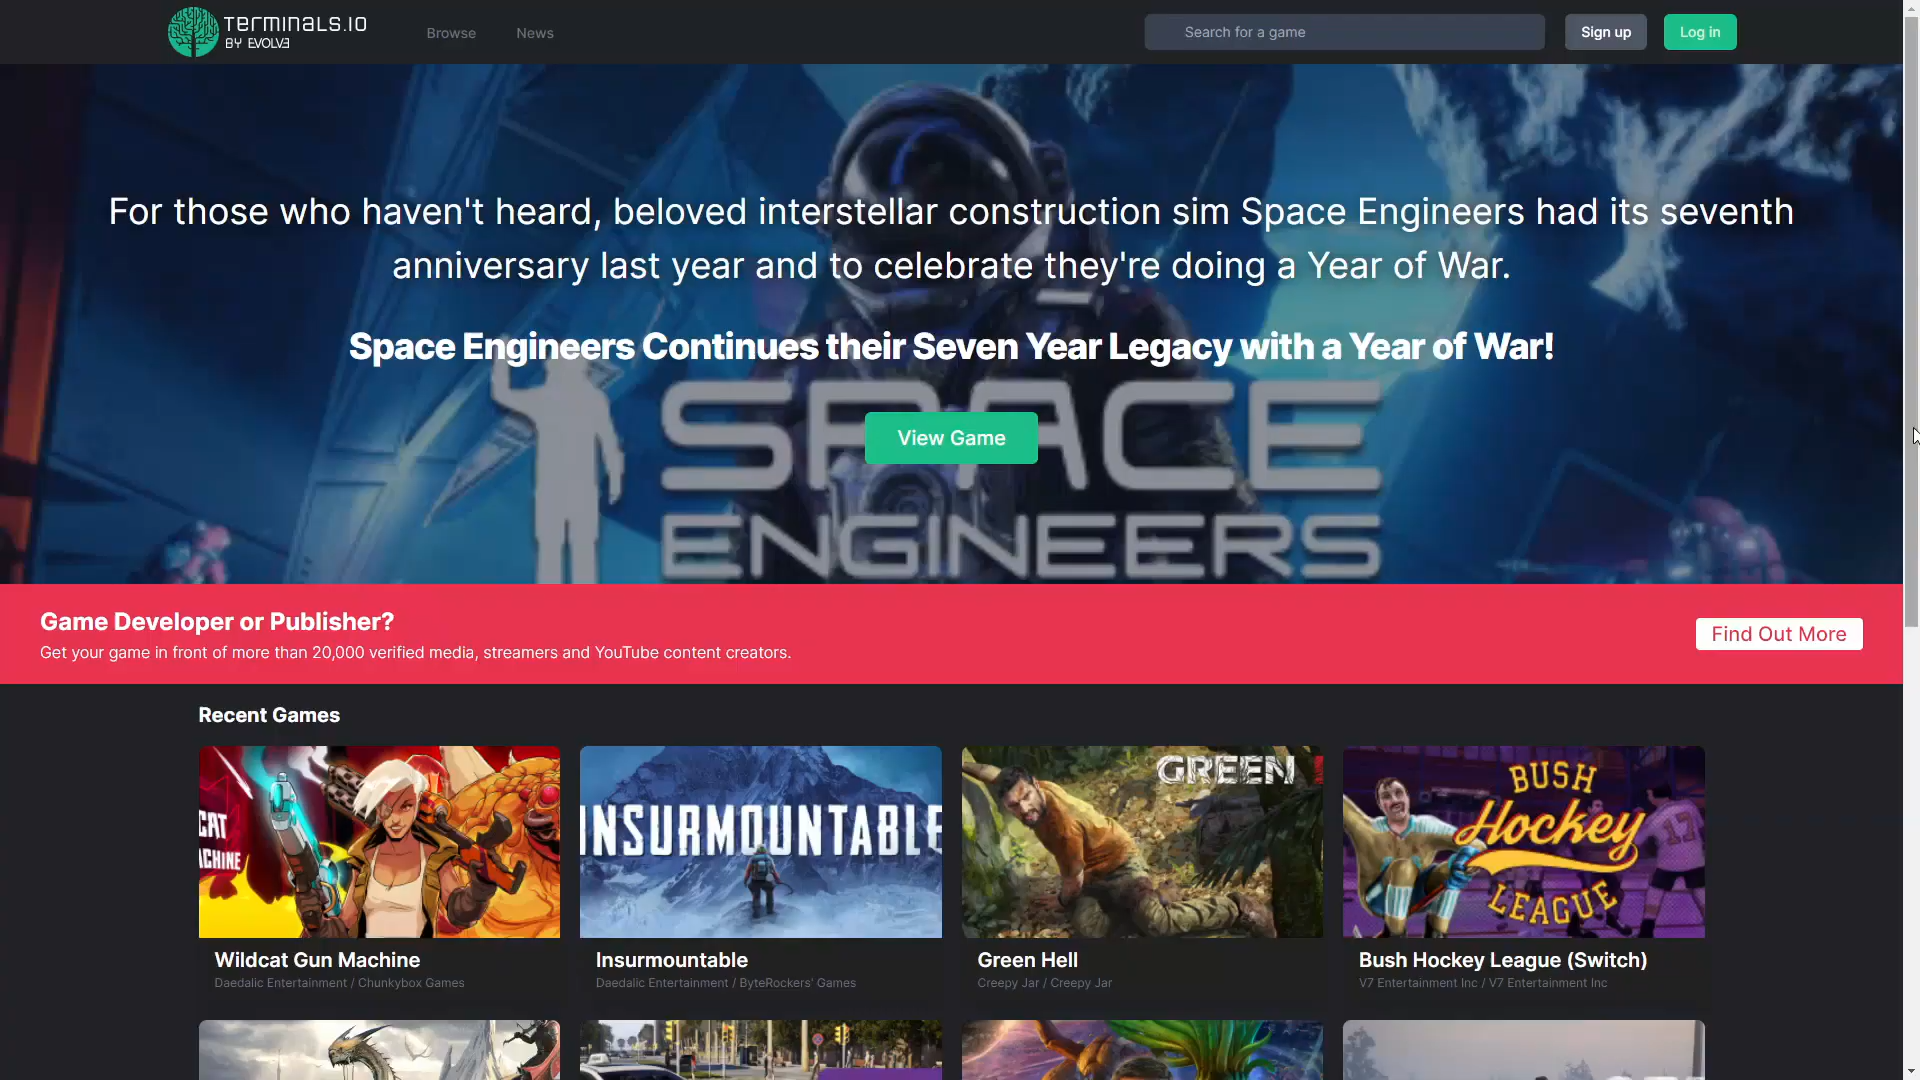 TERMINALS.IO
BY EVOLV3
Browse
News
Search for a game
Sign up
Log in
For those who haven't heard, beloved interstellar construction sim Space Engineers had its seventh
anniversary last year and to celebrate they're doing a Year of War.
Space Engineers Continues their Seven Year Legacy with a Year of War!
View Game
SPACE
ENGINEERS
Game Developer or Publisher?
Get your game in front of more than 20,000 verified media, streamers and YouTube content creators.
Find Out More
Recent Games
CAT
ACHINE
INSURMOUNTABLE
GREEN
BUSH
Hockey
LEAGUE
17
Wildcat Gun Machine
Daedalic Entertainment / Chunkybox Games
Insurmountable
Daedalic Entertainment / ByteRockers' Games
Green Hell
Creepy Jar / Creepy Jar
Bush Hockey League (Switch)
V7 Entertainment Inc / V7 Entertainment Inc